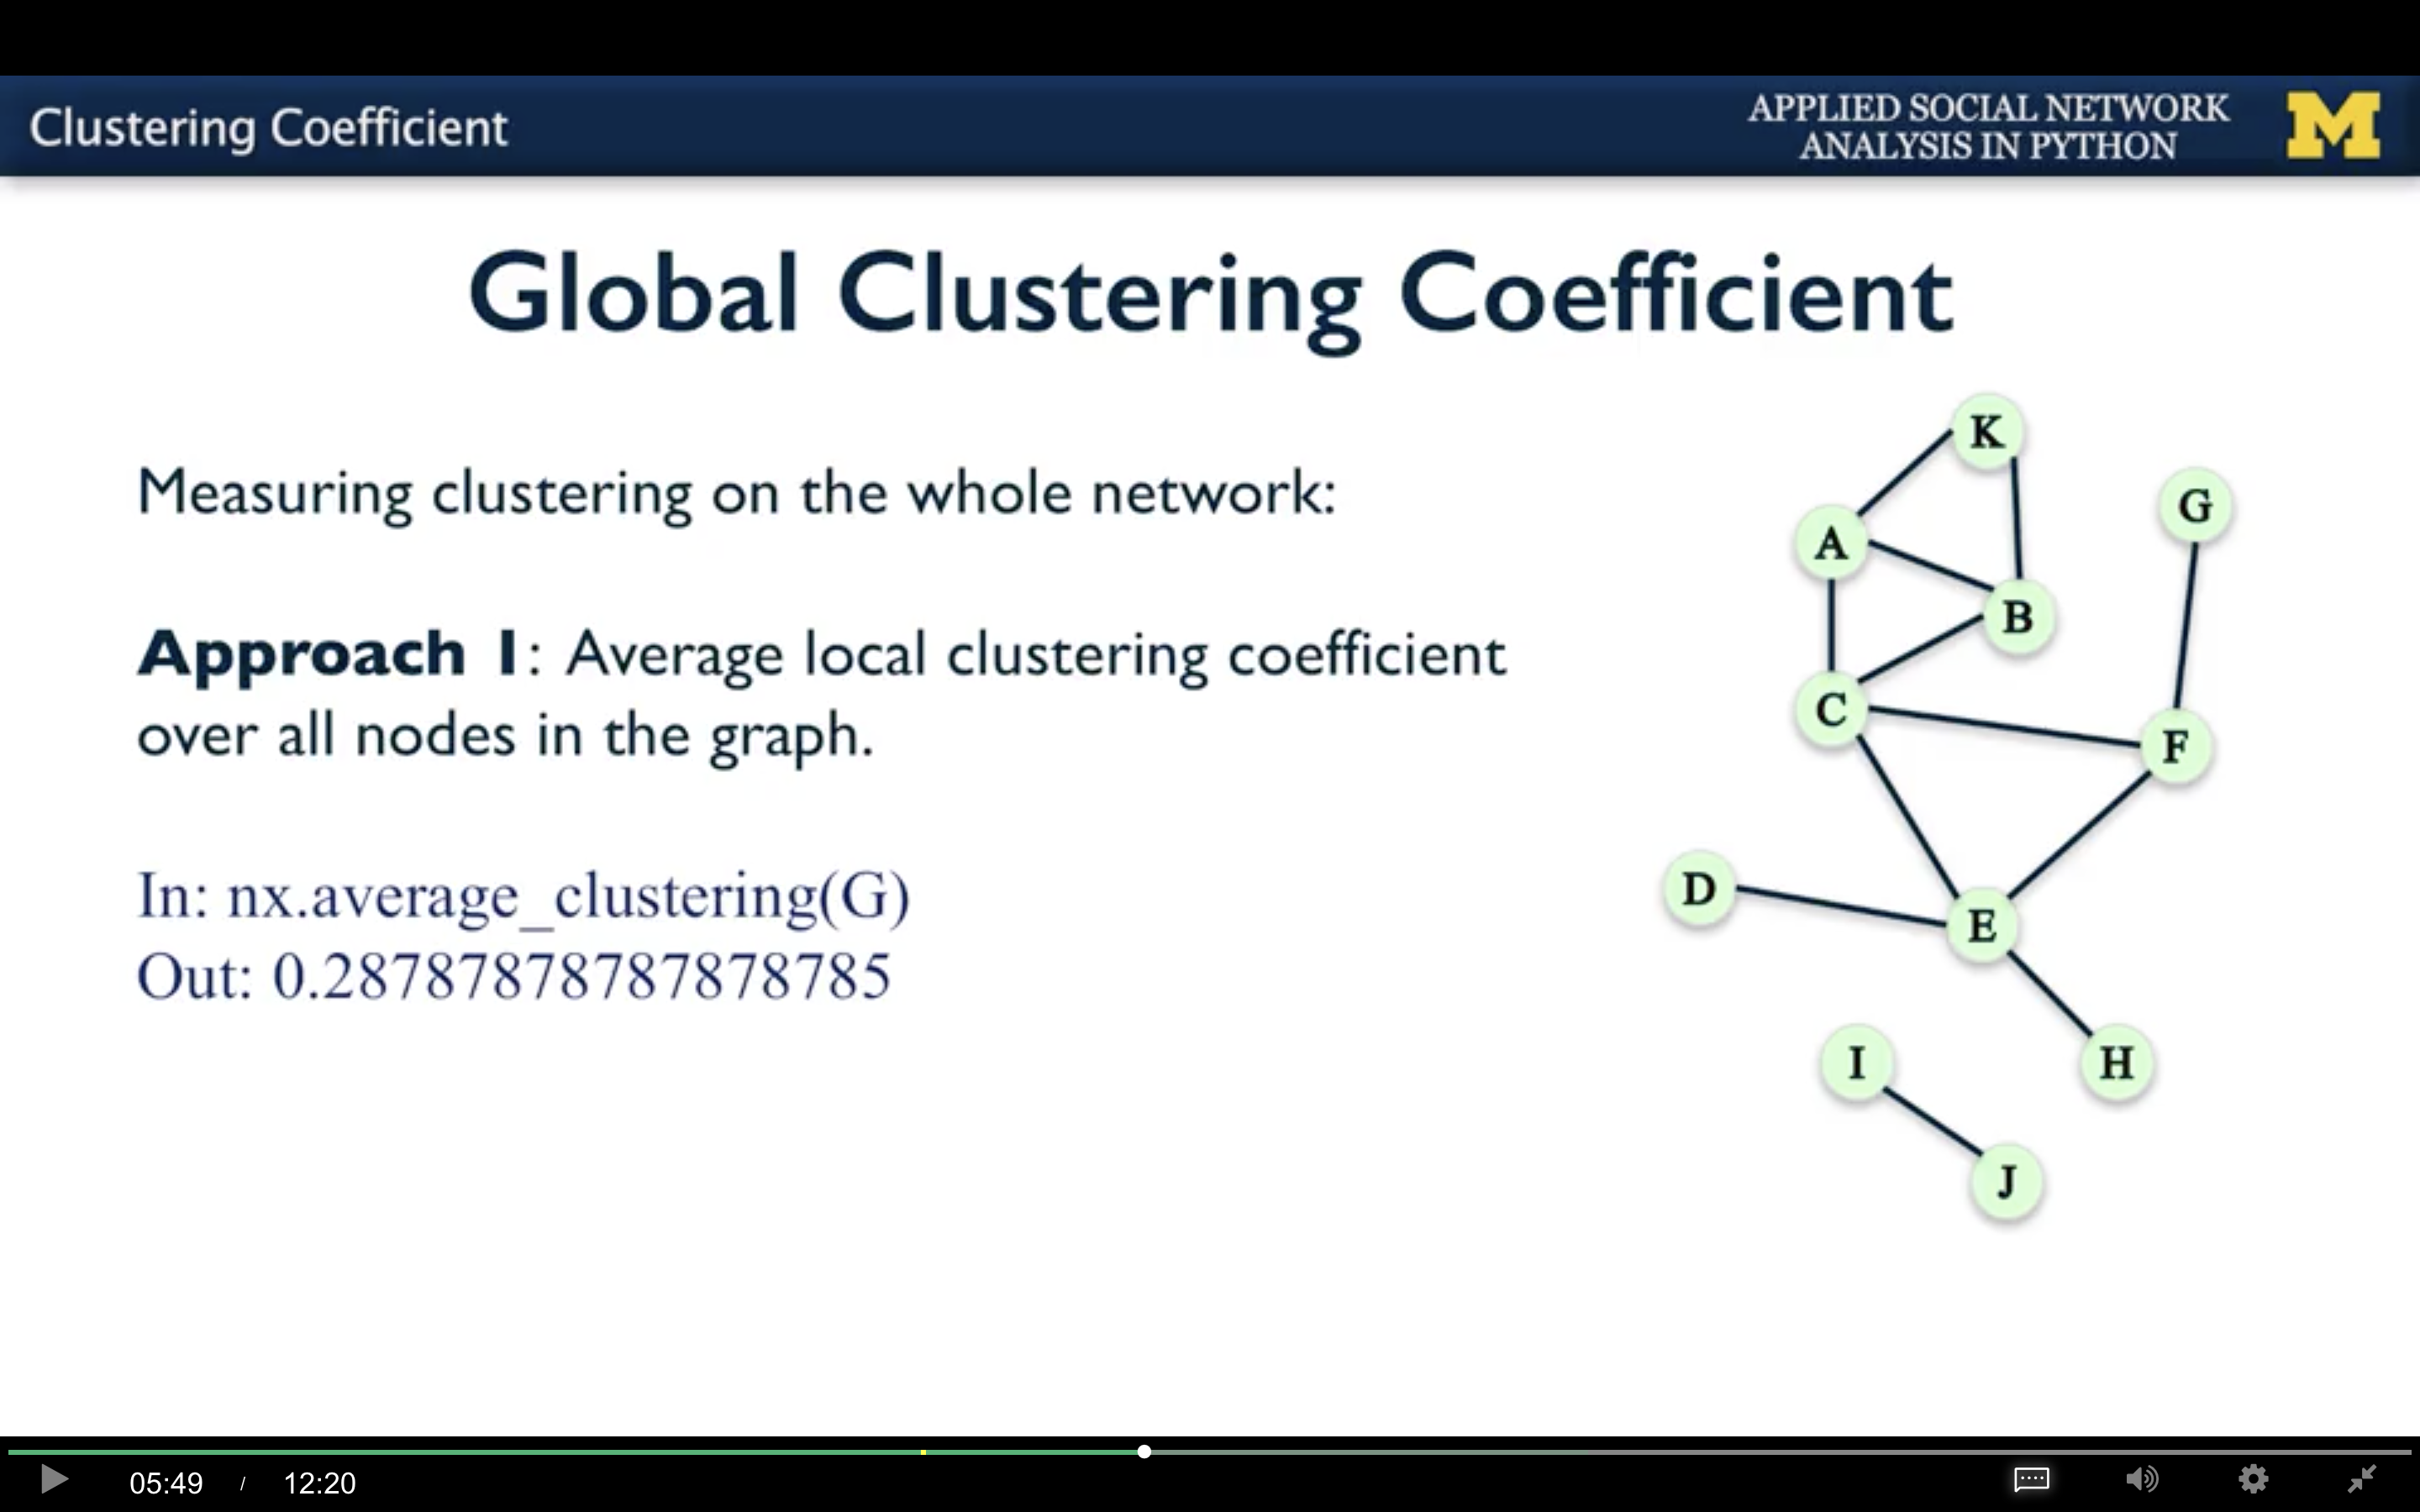 Clustering Coefficient
APPLIED SOCIAL NETWORK
ANALYSIS IN PYTHON
M
Global Clustering Coefficient
Measuring clustering on the whole network:
Approach 1: Average local clustering coefficient
over all nodes in the graph.
In: nx.average_clustering(G)
Out: 0.28787878787878785
K
G
A
B
C
F
D
E
I
H
J
05:49 / 12:20